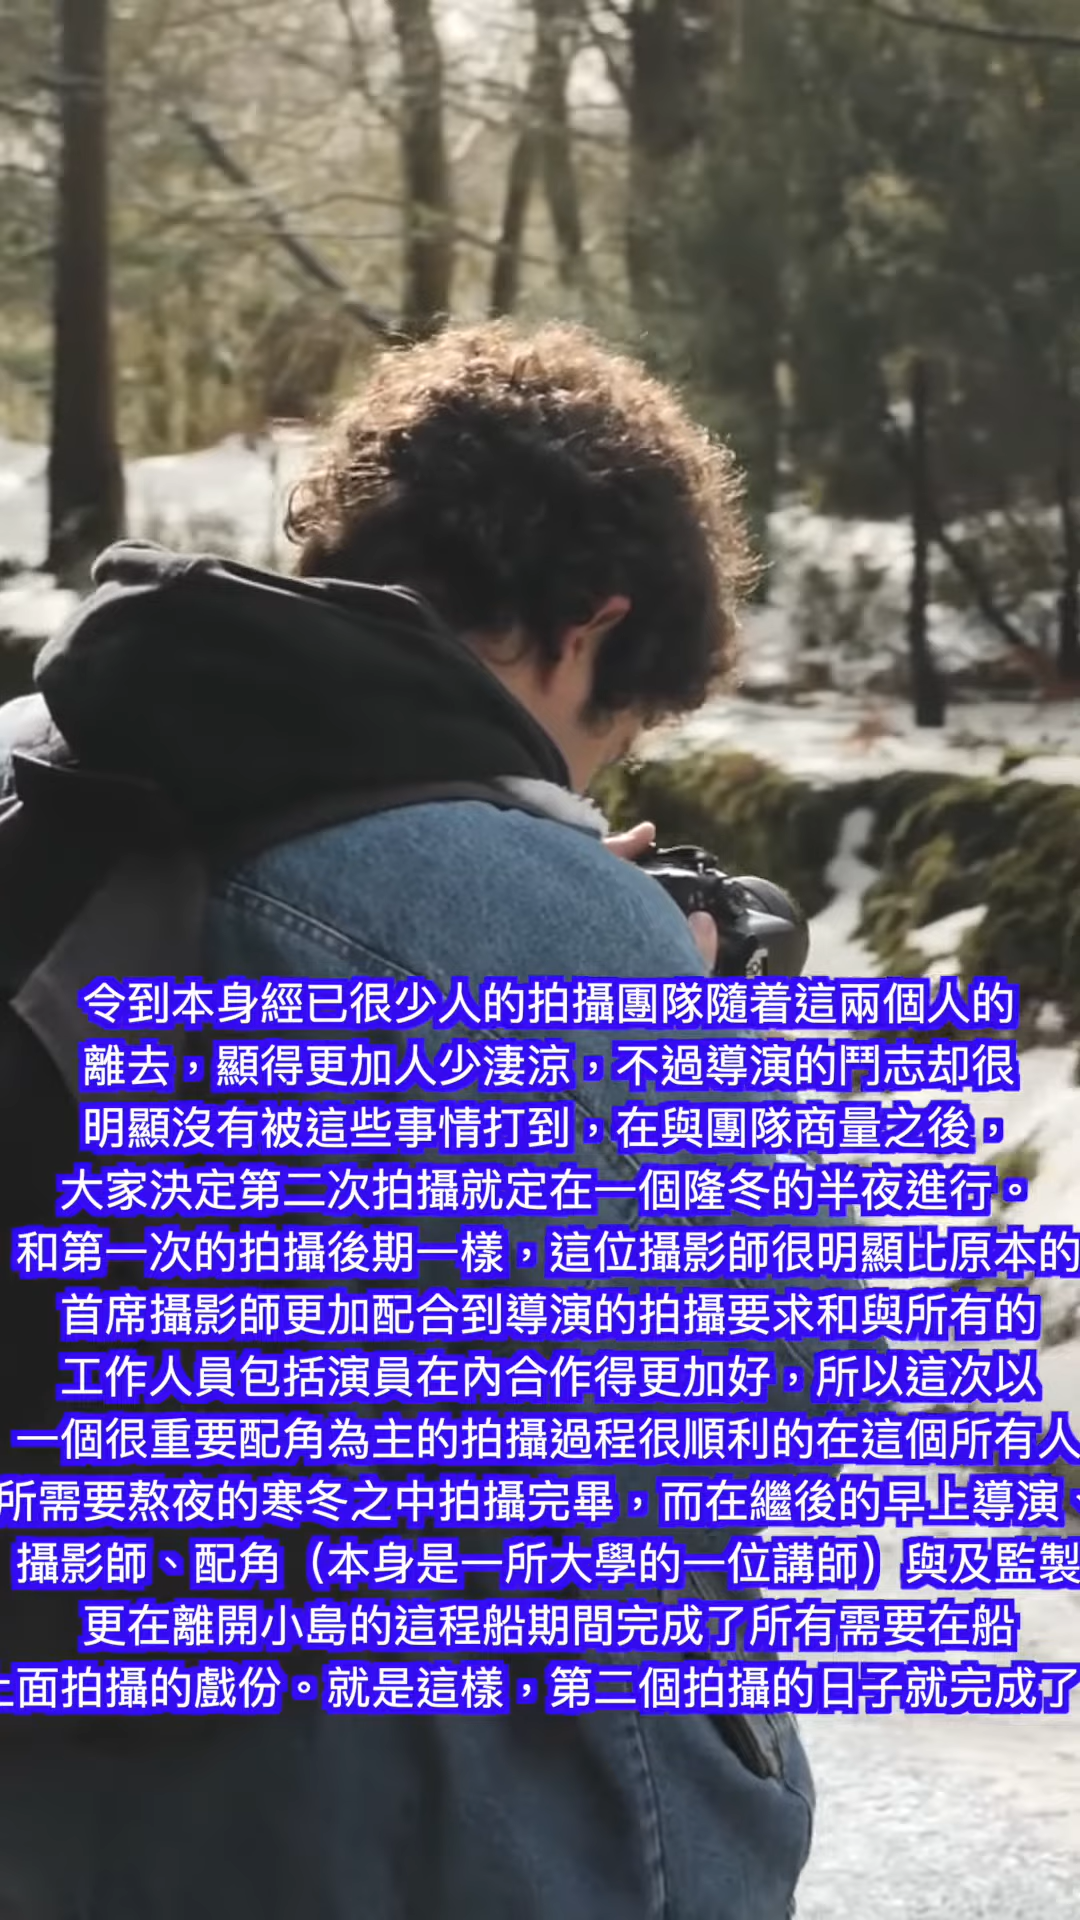 令到本身經已很少人的拍攝團隊隨着這兩個人的
離去，顯得更加人少淒涼，不過導演的鬥志却很
明顯沒有被這些事情打到，在與團隊商量之後，
大家決定第二次拍攝就定在一個隆冬的半夜進行。
和第一次的拍攝後期一樣，這位攝影師很明顯比原本的
首席攝影師更加配合到導演的拍攝要求和與所有的
工作人員包括演員在內合作得更加好，所以這次以
一個很重要配角為主的拍攝過程很順利的在這個所有人
所需要熬夜的寒冬之中拍攝完畢，而在繼後的早上導演、
攝影師、配角（本身是一所大學的一位講師）與及監製
更在離開小島的這程船期間完成了所有需要在船
上面拍攝的戲份。就是這樣，第二個拍攝的日子就完成了